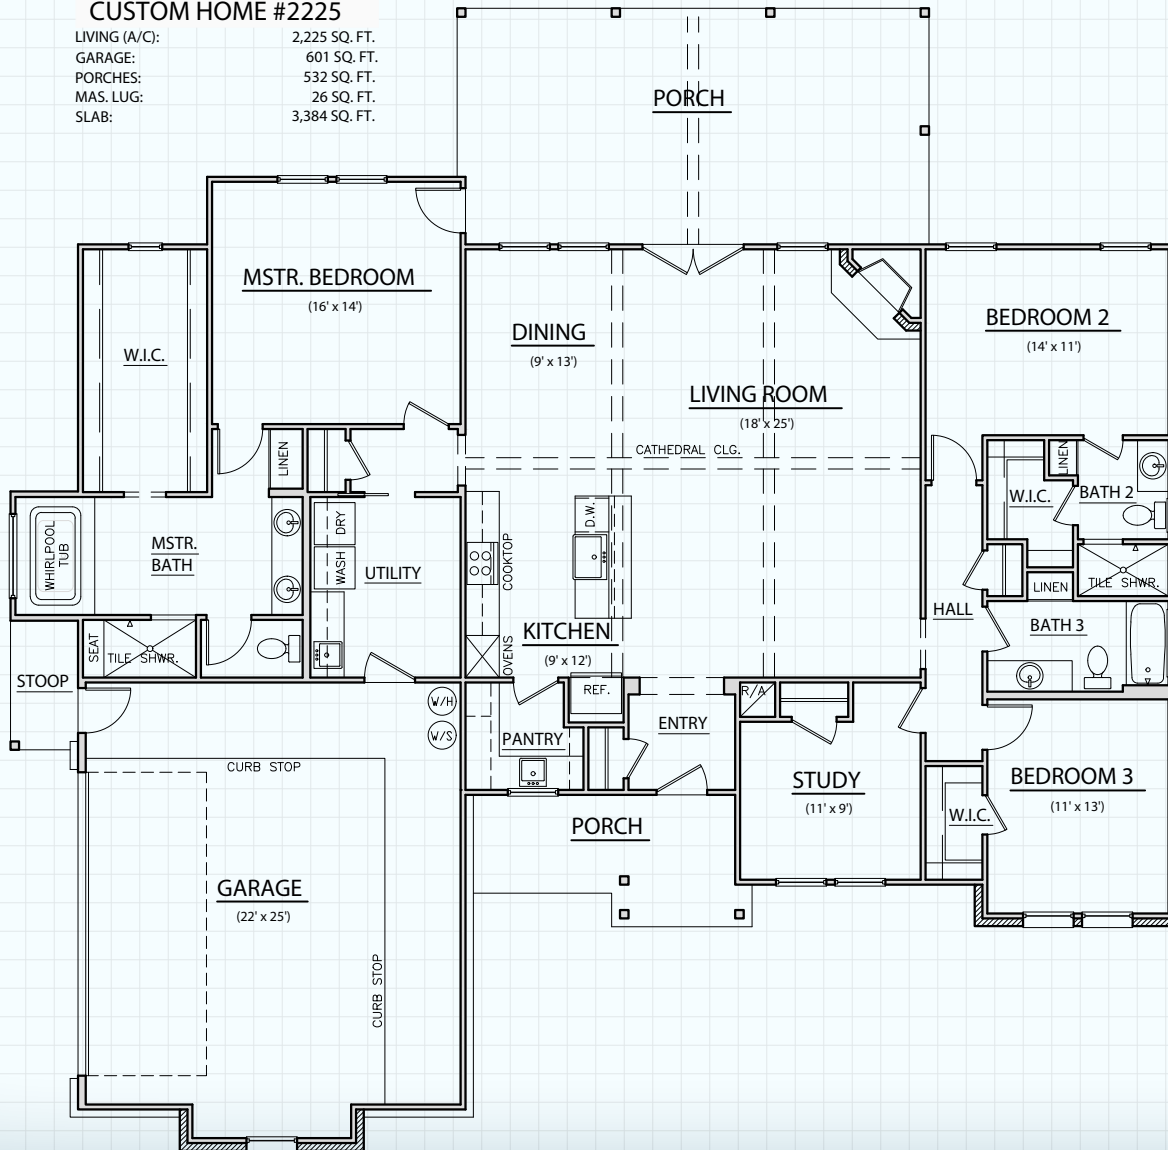 CUSTOM HOME #2225
LIVING (A/C): 2,225 SQ. FT.
GARAGE: 601 SQ. FT.
PORCHES: 532 SQ. FT.
MAS. LUG: 26 SQ. FT.
SLAB: 3,384 SQ. FT.
PORCH
MSTR. BEDROOM
(16' x 14')
W.I.C.
DINING
(9' x 13')
LIVING ROOM
(18' x 25')
CATHEDRAL CLG.
BEDROOM 2
(14' x 11')
LINEN
LINEN
W.I.C.
BATH 2
TILE SHWR.
LINEN
HALL
BATH 3
WHIRLPOOL
TUB
MSTR.
BATH
DRY
WASH
UTILITY
COOKTOP
D.W.
KITCHEN
(9' x 12')
OVENS
SEAT
TILE SHWR.
STOOP
W/H
W/S
REF.
PANTRY
ENTRY
R/A
STUDY
(11' x 9')
BEDROOM 3
(11' x 13')
W.I.C.
PORCH
CURB STOP
GARAGE
(22' x 25')
CURB STOP